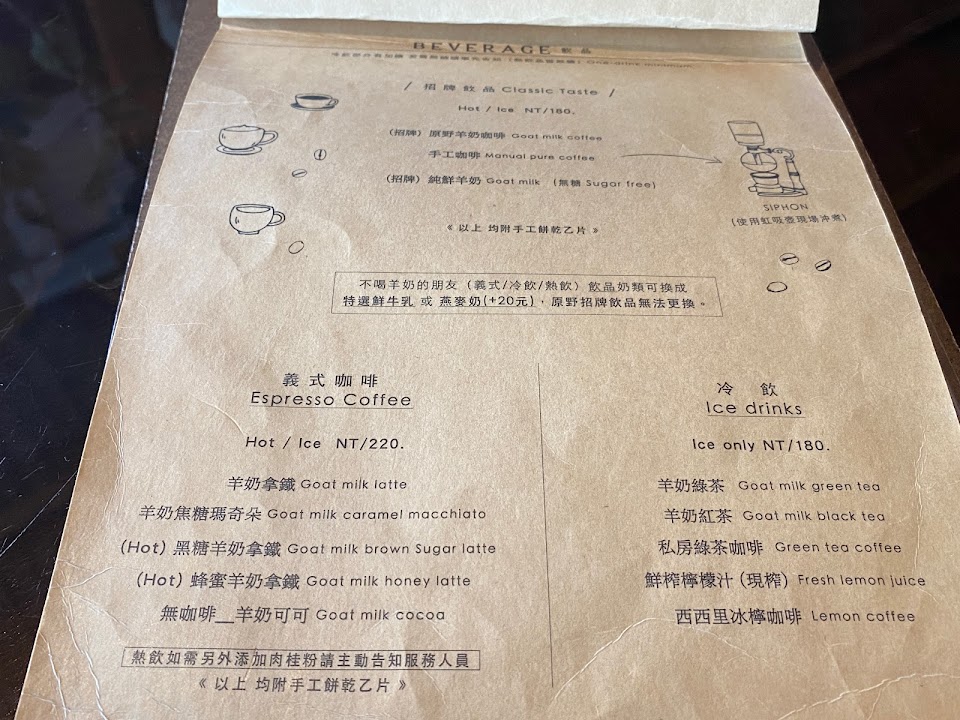 BEVERAGE 飲品
/ 招牌飲品 Classic Taste /
Hot / Ice NT/180.
(招牌) 原野羊奶咖啡 Goat milk coffee
手工咖啡 Manual pure coffee
(招牌) 純鮮羊奶 Goat milk (無糖 Sugar free)
SIPHON
(使用虹吸壺現場沖煮)
《 以上 均附手工餅乾乙片 》
不喝羊奶的朋友（義式/冷飲/熱飲）飲品奶類可換成
特選鮮牛乳 或 燕麥奶(+20元)，原野招牌飲品無法更換。
義式咖啡
Espresso Coffee
Hot / Ice NT/220.
羊奶拿鐵 Goat milk latte
羊奶焦糖瑪奇朵 Goat milk caramel macchiato
(Hot) 黑糖羊奶拿鐵 Goat milk brown Sugar latte
(Hot) 蜂蜜羊奶拿鐵 Goat milk honey latte
無咖啡__羊奶可可 Goat milk cocoa
熱飲如需另外添加肉桂粉請主動告知服務人員
《 以上 均附手工餅乾乙片 》
冷飲
Ice drinks
Ice only NT/180.
羊奶綠茶 Goat milk green tea
羊奶紅茶 Goat milk black tea
私房綠茶咖啡 Green tea coffee
鮮榨檸檬汁 (現榨) Fresh lemon juice
西西里冰檸咖啡 Lemon coffee